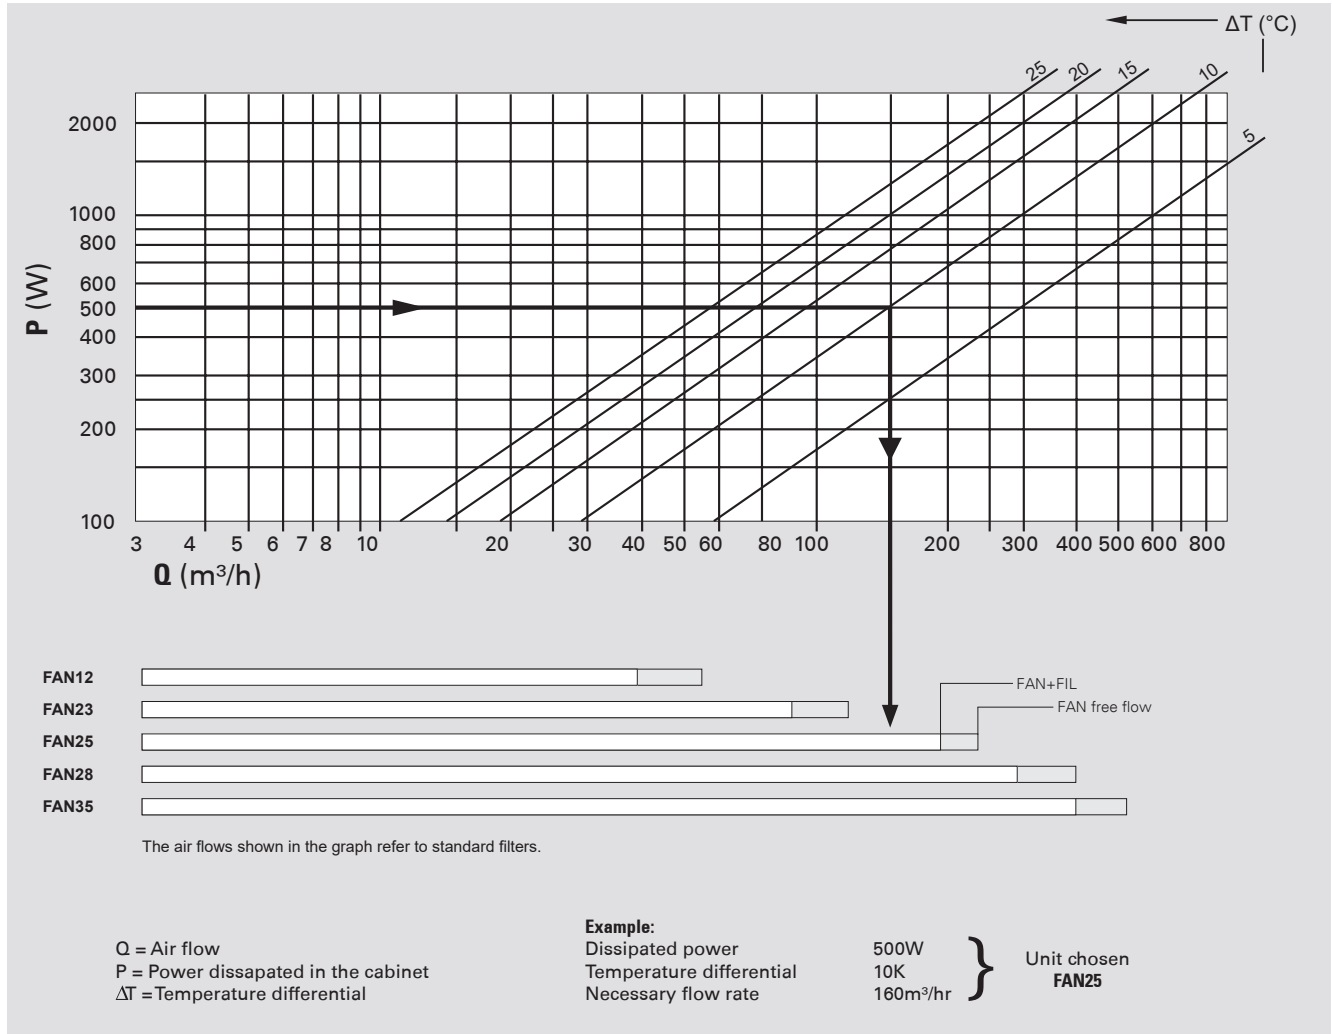 ΔT (°C)
25 20 15 10
5
2000
1000
800
600
500
400
300
200
100
P (W)
3 4 5 6 7 8 10 20 30 40 50 60 80 100 200 300 400 500 600 800
Q (m³/h)
FAN12
FAN+FIL
FAN23
FAN free flow
FAN25
FAN28
FAN35
The air flows shown in the graph refer to standard filters.
Example:
Q = Air flow
Dissipated power 500W
Unit chosen
P = Power dissapated in the cabinet
Temperature differential 10K
FAN25
ΔT = Temperature differential
Necessary flow rate 160m³/hr
}